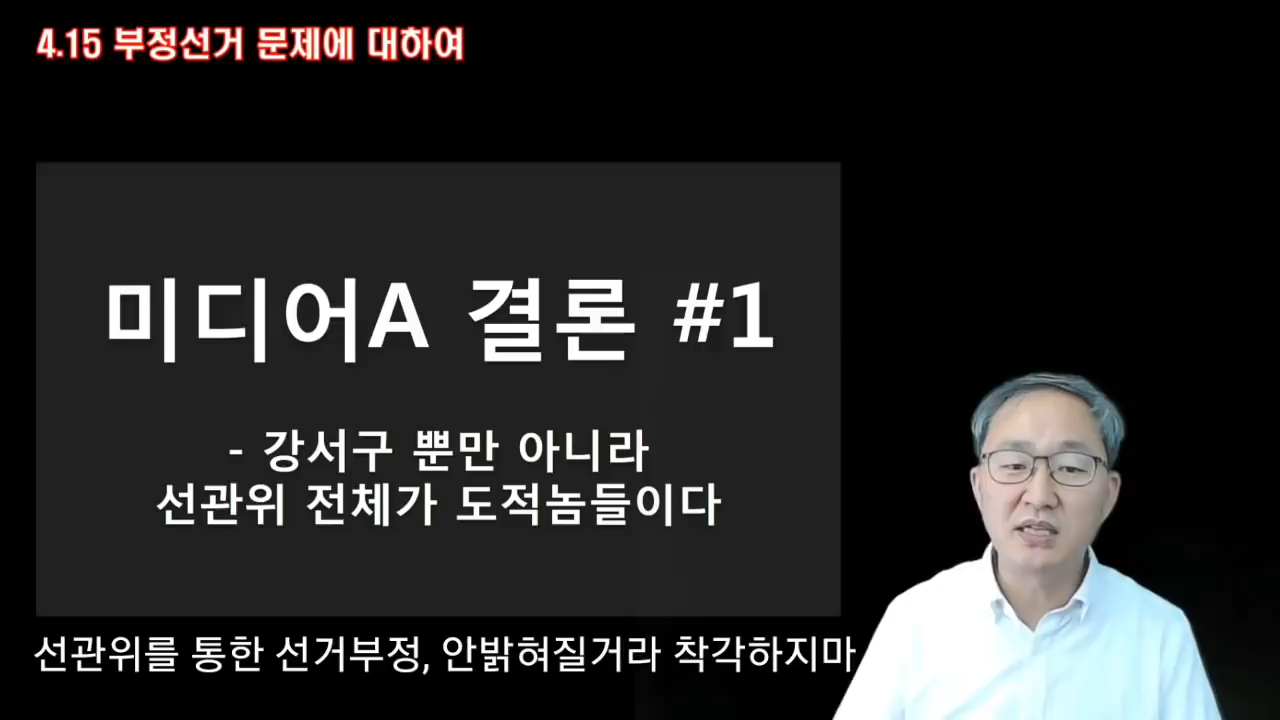 4.15 부정선거 문제에 대하여
미디어A 결론 #1
- 강서구 뿐만 아니라
선관위 전체가 도적놈들이다
선관위를 통한 선거부정, 안밝혀질거라 착각하지마